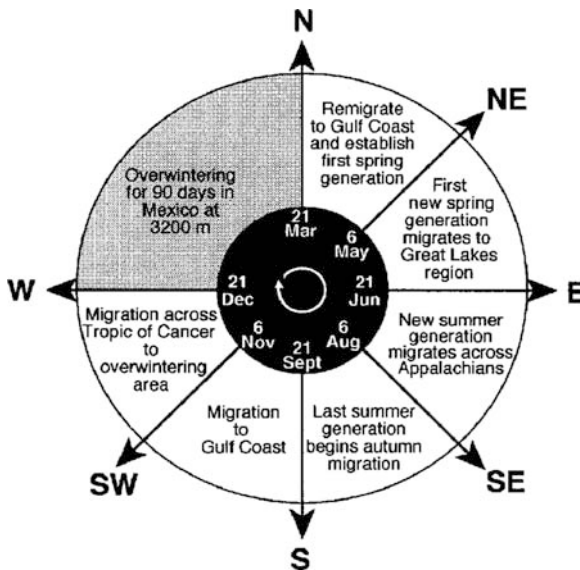 N
NE
E
SE
S
SW
W
Remigrate
to Gulf Coast
and establish
first spring
generation
First
new spring
generation
migrates to
Great Lakes
region
New summer
generation
migrates across
Appalachians
Last summer
generation
begins autumn
migration
Migration
to
Gulf Coast
Migration across
Tropic of Cancer
to
overwintering
area
Overwintering
for 90 days in
Mexico at
3200 m
21
Mar
6
May
21
Jun
6
Aug
21
Sept
6
Nov
21
Dec